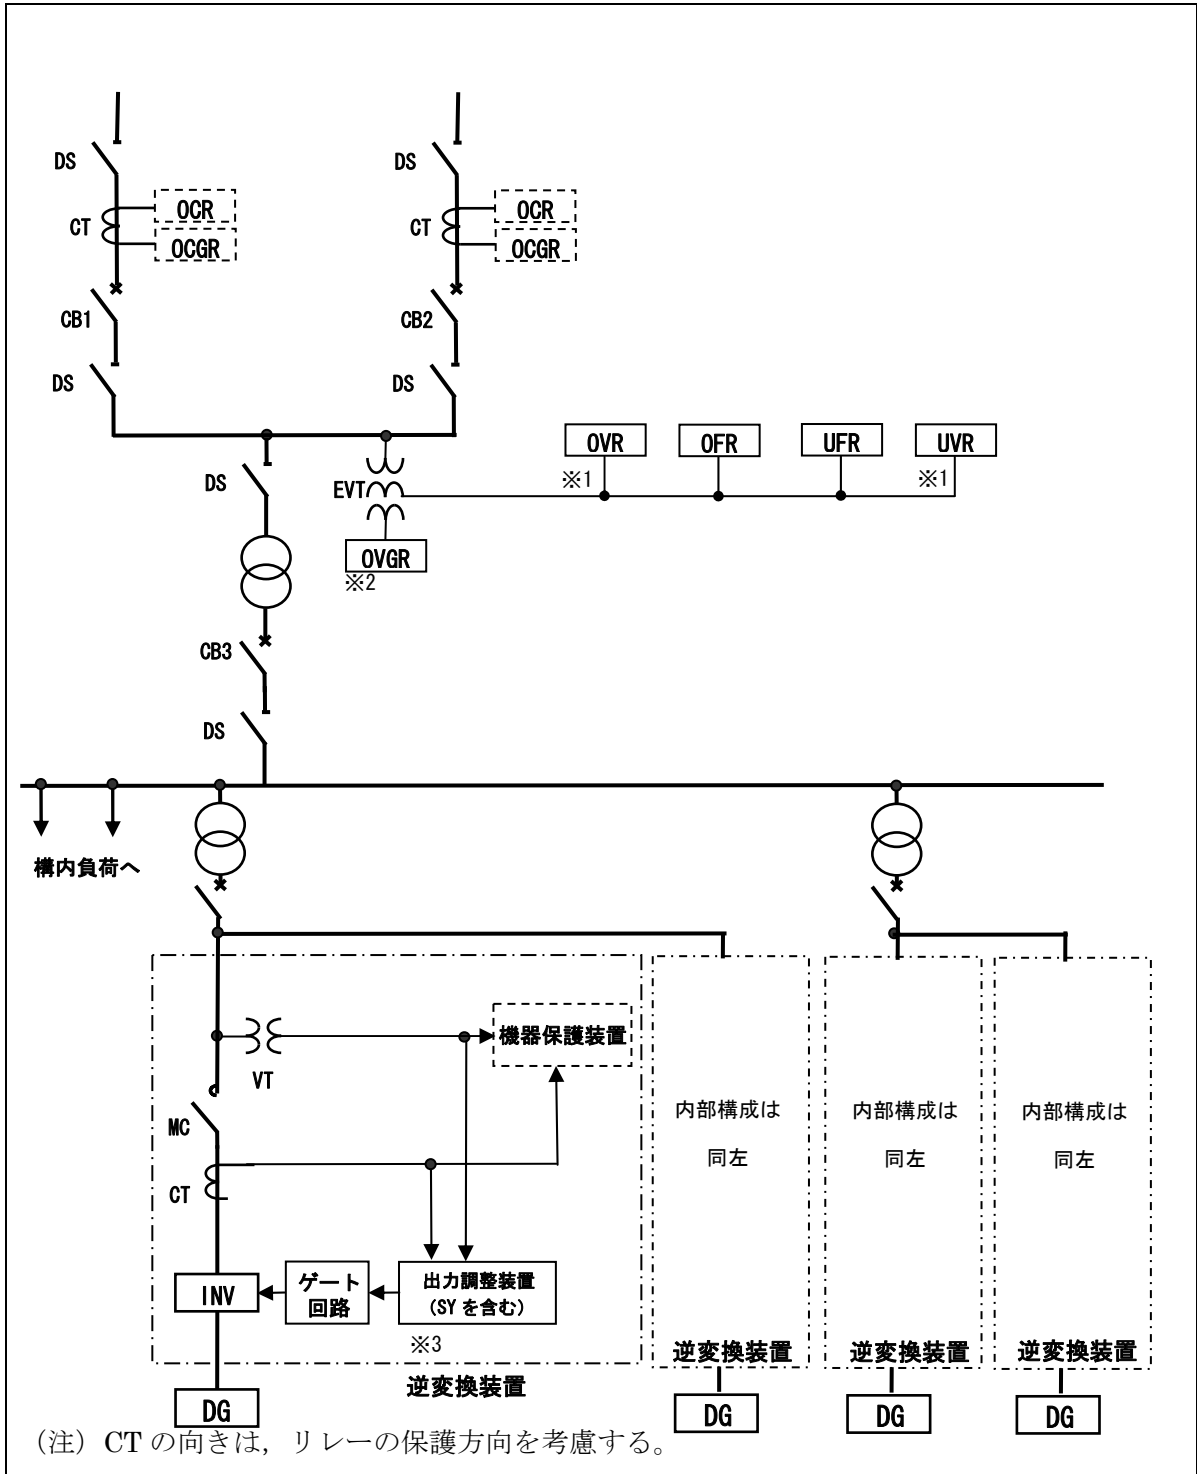 DS
DS
OCR
OCR
CT
CT
OCGR
OCGR
CB1
CB2
DS
DS
OVR
OFR
UFR
UVR
※1
※1
DS
EVT
OVGR
※2
CB3
DS
構内負荷へ
機器保護装置
VT
MC
CT
内部構成は
同左
内部構成は
同左
内部構成は
同左
INV
ゲート
回路
出力調整装置
(SYを含む)
※3
逆変換装置
逆変換装置
逆変換装置
逆変換装置
DG
DG
DG
DG
（注）CTの向きは，リレーの保護方向を考慮する。